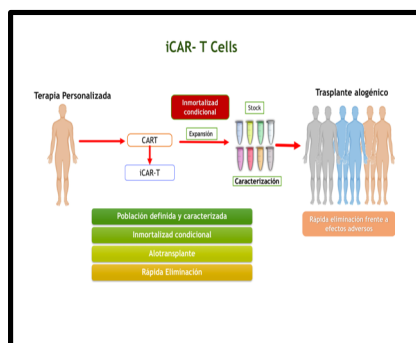 iCAR- T Cells
Terapia Personalizada
Inmortalizad
condicional
Stock
Trasplante alogénico
CART
Expansión
iCAR-T
Caracterización
Población definida y caracterizada
Inmortalizad condicional
Alotransplante
Rápida Eliminación
Rápida eliminación frente a
efectos adversos